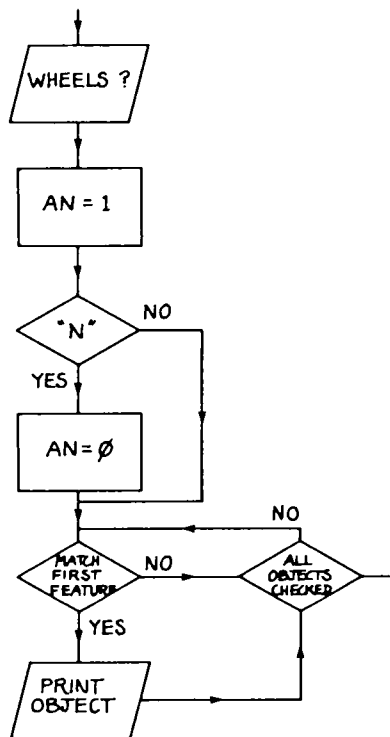 WHEELS ?
AN = 1
"N"
NO
YES
AN = Ø
NO
MATCH
FIRST
FEATURE
NO
ALL
OBJECTS
CHECKED
YES
PRINT
OBJECT